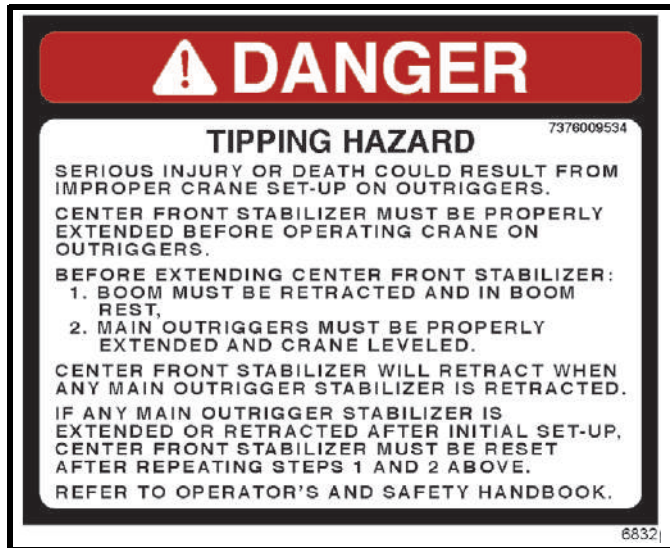 DANGER
7376009534
TIPPING HAZARD
SERIOUS INJURY OR DEATH COULD RESULT FROM
IMPROPER CRANE SET-UP ON OUTRIGGERS.
CENTER FRONT STABILIZER MUST BE PROPERLY
EXTENDED BEFORE OPERATING CRANE ON
OUTRIGGERS.
BEFORE EXTENDING CENTER FRONT STABILIZER:
1. BOOM MUST BE RETRACTED AND IN BOOM
REST,
2. MAIN OUTRIGGERS MUST BE PROPERLY
EXTENDED AND CRANE LEVELED.
CENTER FRONT STABILIZER WILL RETRACT WHEN
ANY MAIN OUTRIGGER STABILIZER IS RETRACTED.
IF ANY MAIN OUTRIGGER STABILIZER IS
EXTENDED OR RETRACTED AFTER INITIAL SET-UP,
CENTER FRONT STABILIZER MUST BE RESET
AFTER REPEATING STEPS 1 AND 2 ABOVE.
REFER TO OPERATOR'S AND SAFETY HANDBOOK.
6832